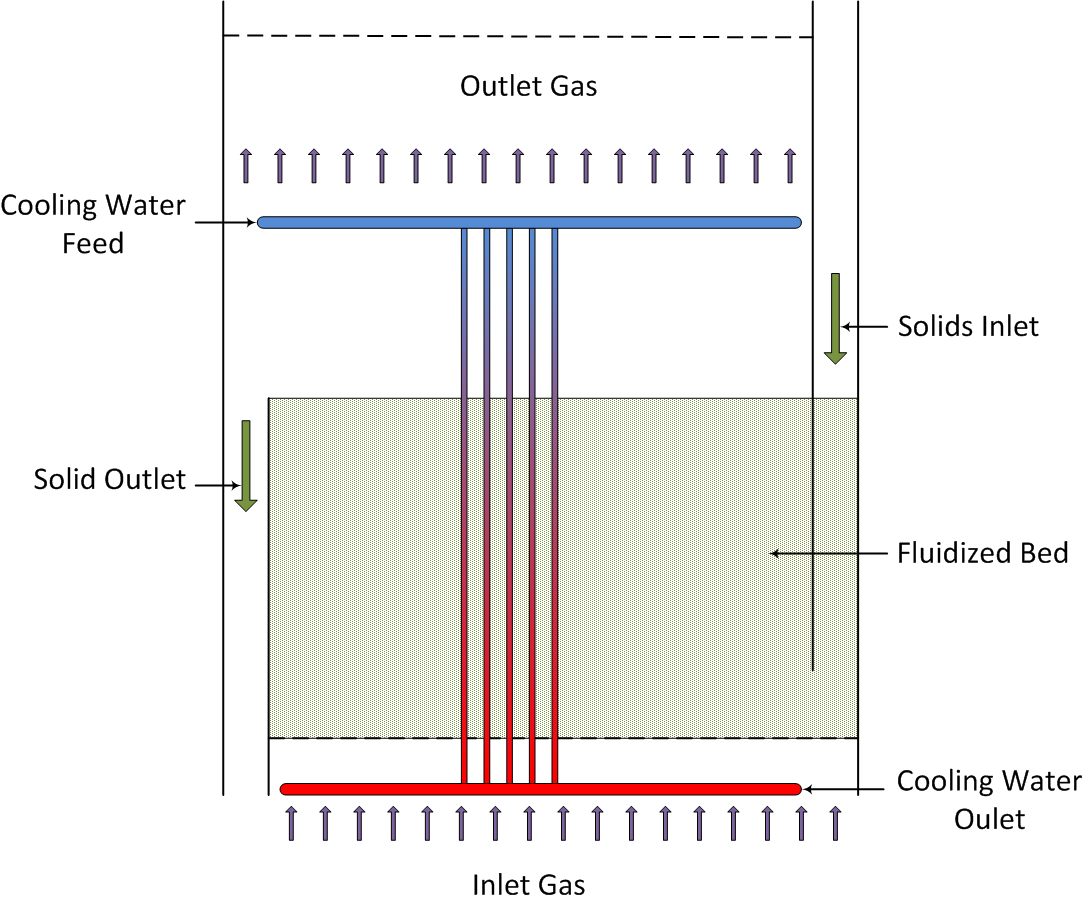 Outlet Gas
Cooling Water
Feed
Solids Inlet
Solid Outlet
Fluidized Bed
Cooling Water
Oulet
Inlet Gas